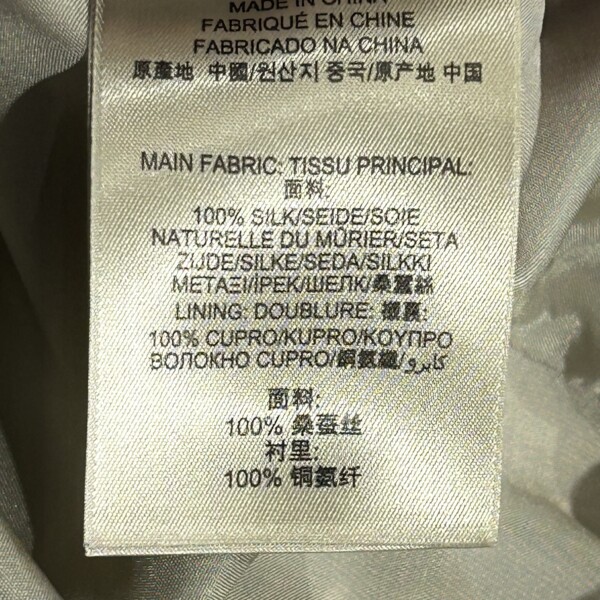 MADE IN CHINA
FABRIQUÉ EN CHINE
FABRICADO NA CHINA
原產地 中國/원산지 중국/原产地 中国
MAIN FABRIC: TISSU PRINCIPAL:
面料:
100% SILK/SEIDE/SOIE
NATURELLE DU MÛRIER/SETA
ZIJDE/SILKE/SEDA/SILKKI
ΜΕΤΑΞΙ/IPEK/ШЕЛК/桑蠶絲
LINING: DOUBLURE: 襯裏:
100% CUPRO/KUPRO/ΚΟΥΠΡΟ
ВОЛОКНО CUPRO/銅氨纖/كابرو
面料:
100% 桑蚕丝
衬里:
100% 铜氨纤